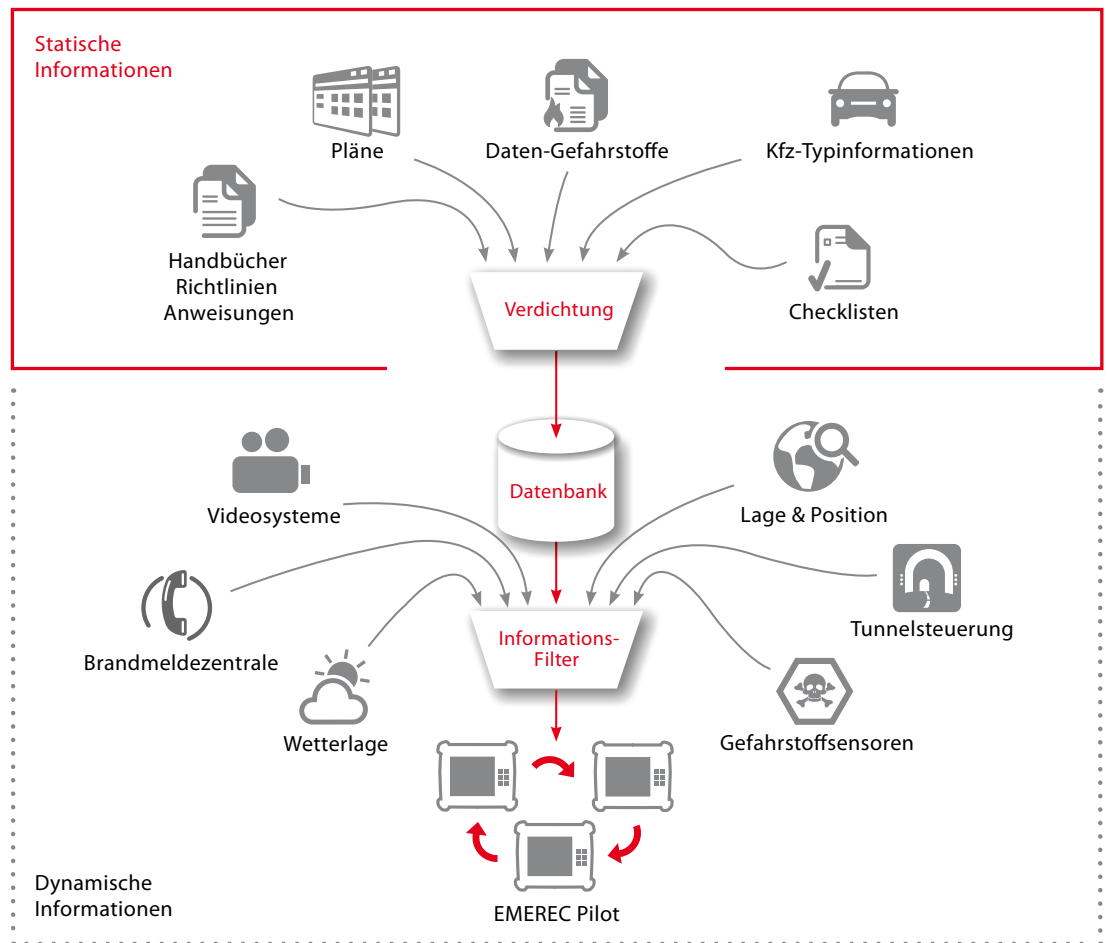 Statische
Informationen
Pläne
Daten-Gefahrstoffe
Kfz-Typinformationen
Handbücher
Richtlinien
Anweisungen
Verdichtung
Checklisten
Videosysteme
Datenbank
Lage & Position
Brandmeldezentrale
Informations-
Filter
Tunnelsteuerung
Wetterlage
Gefahrstoffsensoren
Dynamische
Informationen
EMEREC Pilot